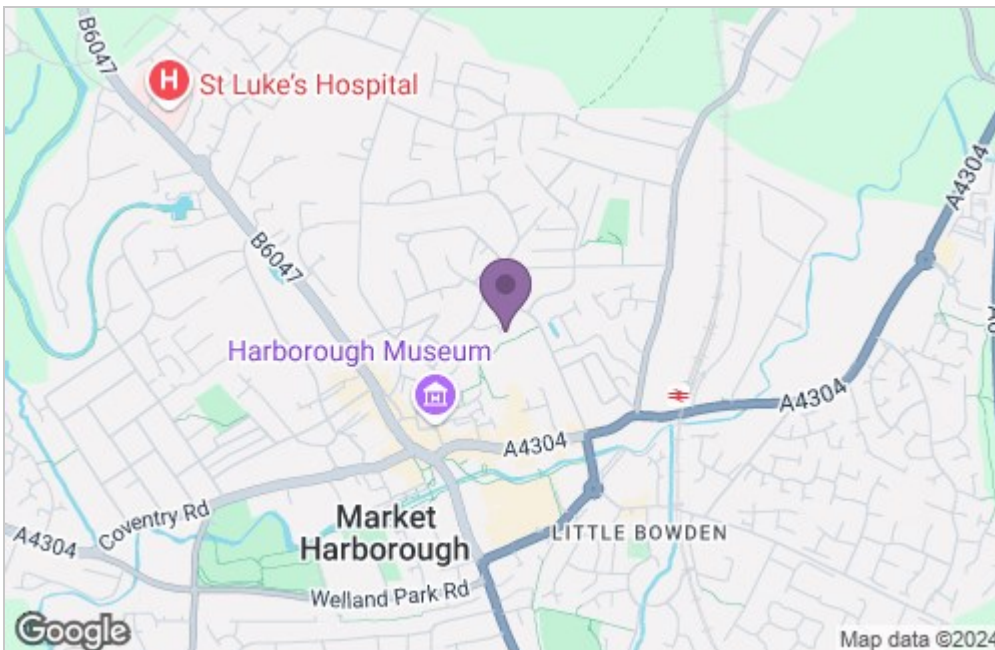 B6047
H
St Luke's Hospital
A4304
B6047
Harborough Museum
A4304
A4304
Coventry Rd
A4304
Market
Harborough
LITTLE BOWDEN
Welland Park Rd
Google
Map data ©2024